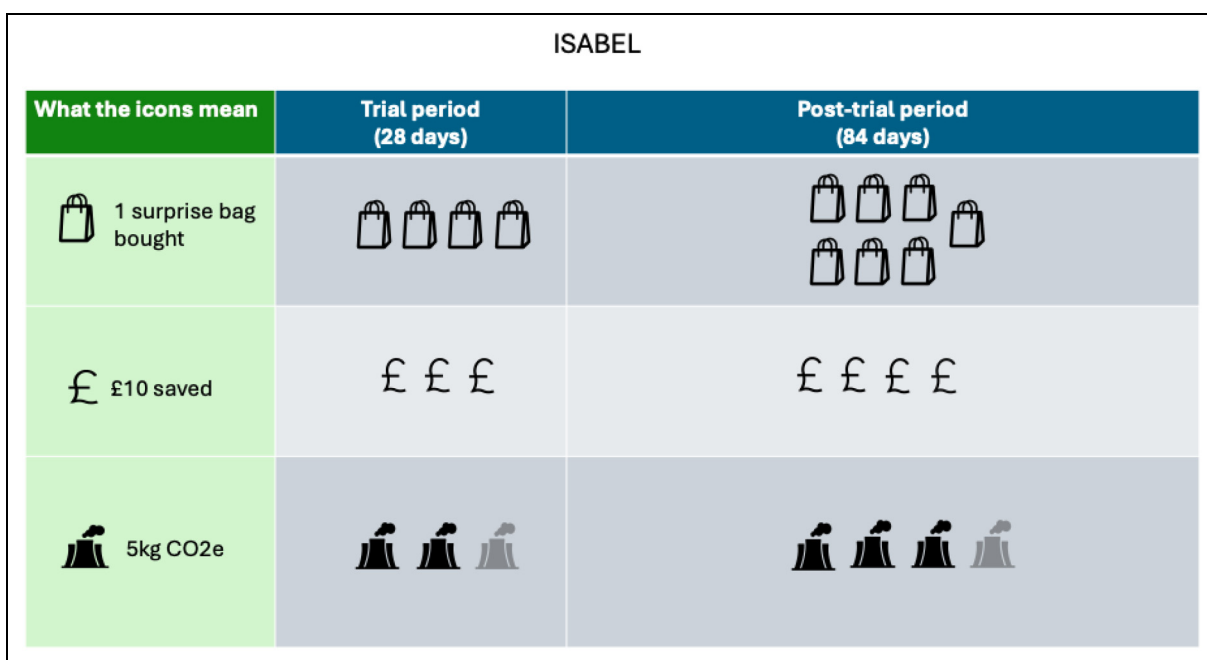 ISABEL
What the icons mean
Trial period
(28 days)
Post-trial period
(84 days)
1 surprise bag
bought
£ £10 saved
£ £ £
£ £ £ £
5kg CO2e